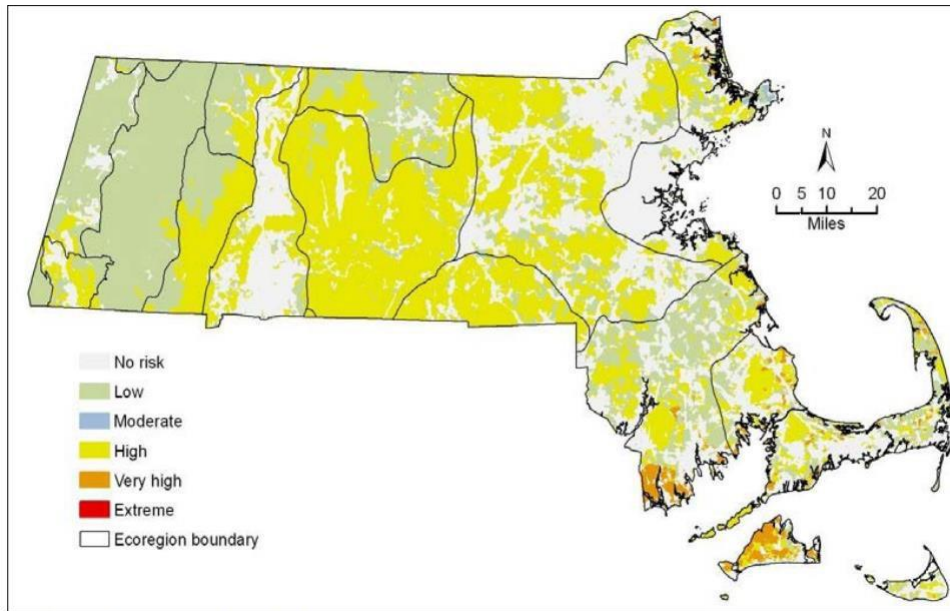 N
0 5 10 20
Miles
No risk
Low
Moderate
High
Very high
Extreme
Ecoregion boundary